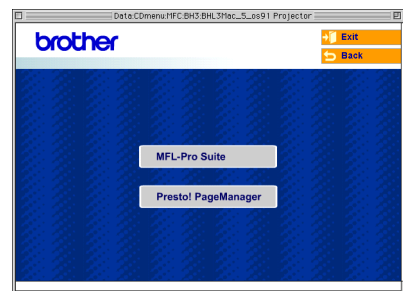 Data:CDmenu:MFC:BH3:BHL3Mac_5_os91 Projector
brother
Exit
Back
MFL-Pro Suite
Presto! PageManager